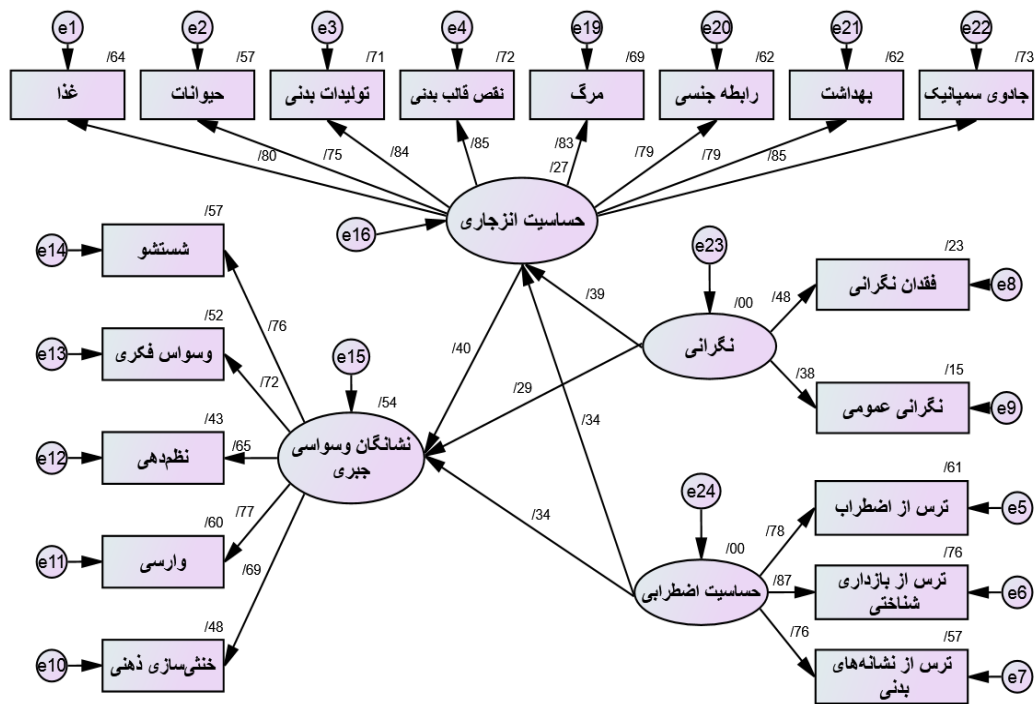 e1
e2
e3
e4
e19
e20
e21
e22
/64
/57
/71
/72
/69
/62
/62
/73
غذا
حیوانات
تولیدات بدنی
نقص قالب بدنی
مرگ
رابطه جنسی
بهداشت
جادوی سمپاتیک
/80
/75
/84
/85
/83
/79
/79
/85
/27
حساسیت انزجاری
e16
e14
/57
شستشو
e13
/52
وسواس فکری
e12
/43
نظم‌دهی
e11
/60
وارسی
e10
/48
خنثی‌سازی ذهنی
/76
/72
/65
/77
/69
e15
/54
نشانگان وسواسی
جبری
/40
/39
/29
/34
/34
e23
/00
نگرانی
/48
/38
/23
فقدان نگرانی
e8
/15
نگرانی عمومی
e9
e24
/00
حساسیت اضطرابی
/78
/87
/76
/61
ترس از اضطراب
e5
/76
ترس از بازداری
شناختی
e6
/57
ترس از نشانه‌های
بدنی
e7